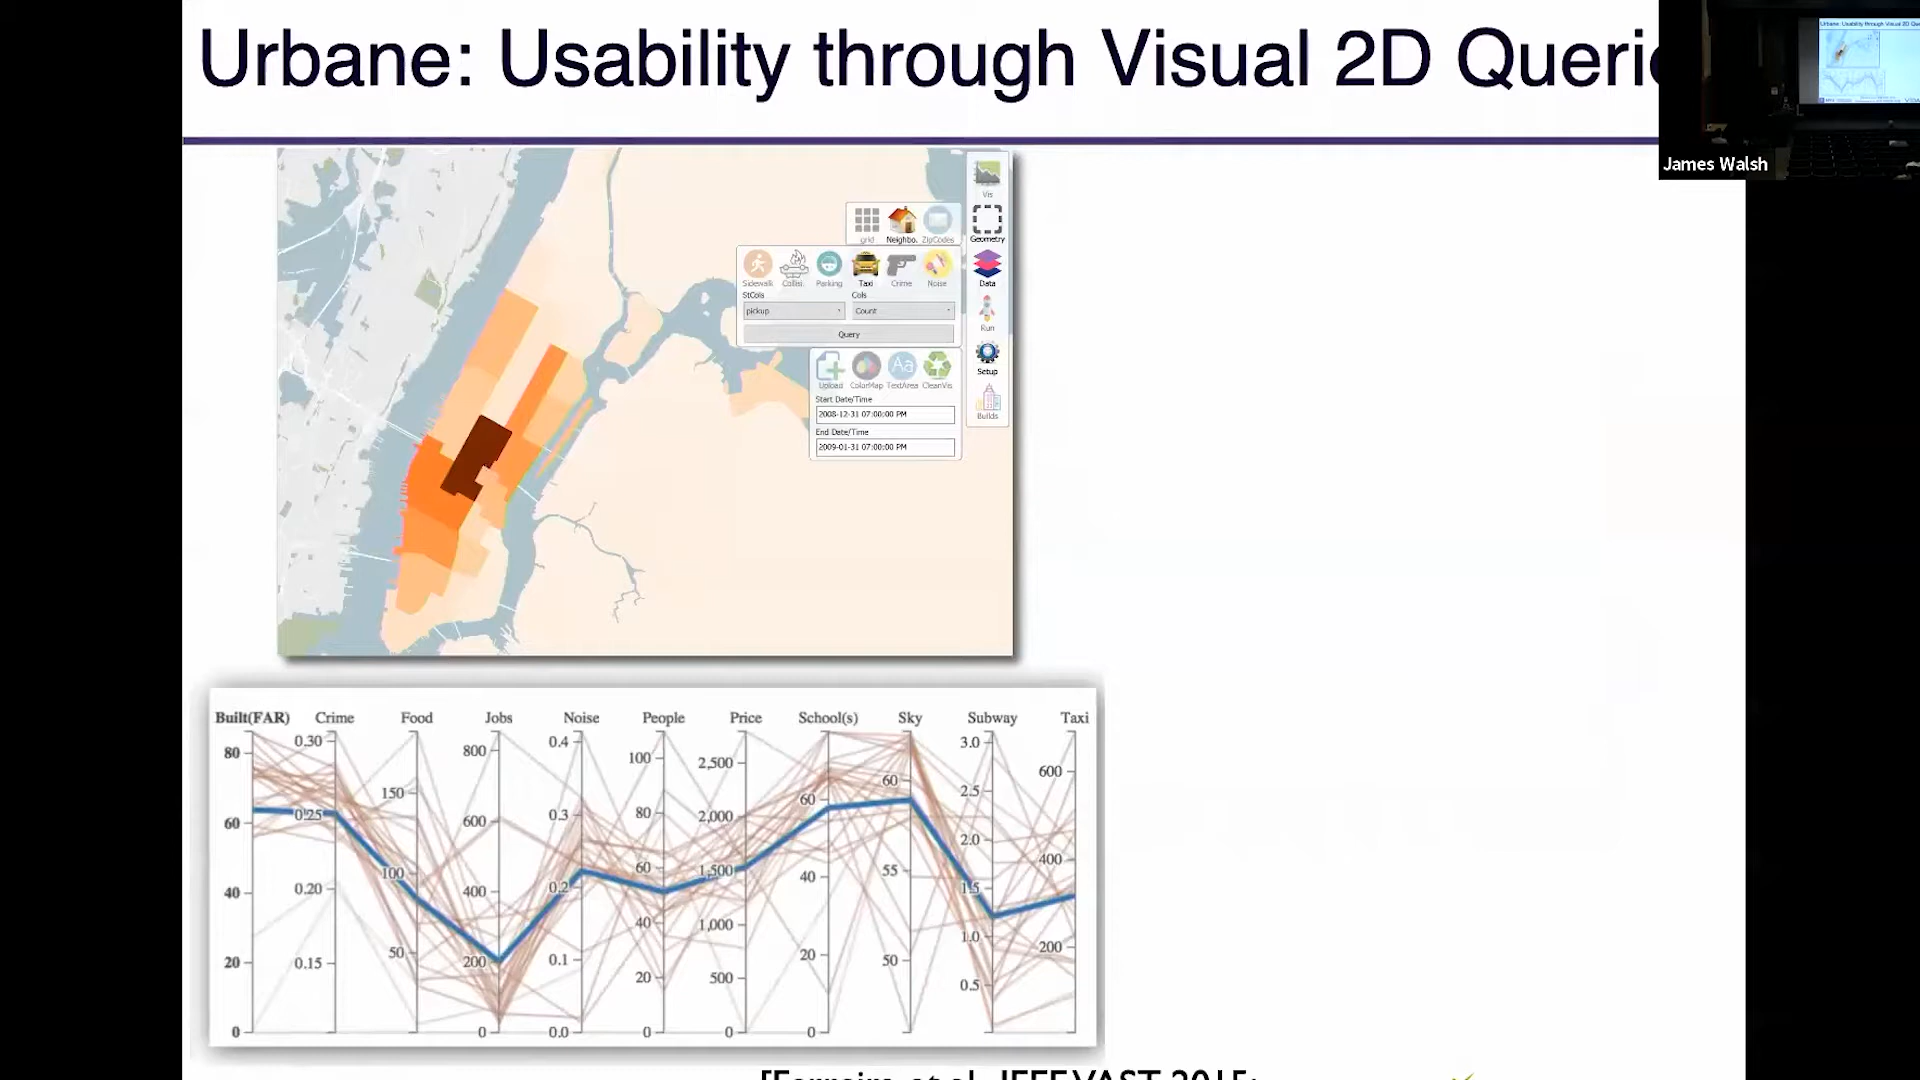 Urbane: Usability through Visual 2D Querie
James Walsh
Vis
grid Neighbo. ZipCodes
Geometry
Sidewalk Collisi. Parking Taxi Crime Noise
Data
StCols Cols
pickup Count
Query
Run
Setup
Upload ColorMap TextArea CleanVis
Start Date/Time
2008-12-31 07:00:00 PM
End Date/Time
2009-01-31 07:00:00 PM
Builds
Built(FAR) Crime Food Jobs Noise People Price School(s) Sky Subway Taxi
80 60 40 20 0
0.30 0.25 0.20 0.15
150 100 50
800 600 400 200 0
0.4 0.3 0.2 0.1 0.0
100 80 60 40 20 0
2,500 2,000 1,500 1,000 500 0
60 40 20 0
60 55 50
3.0 2.5 2.0 1.5 1.0 0.5
600 400 200
[Ferreira et al. IEEE VAST 2015;